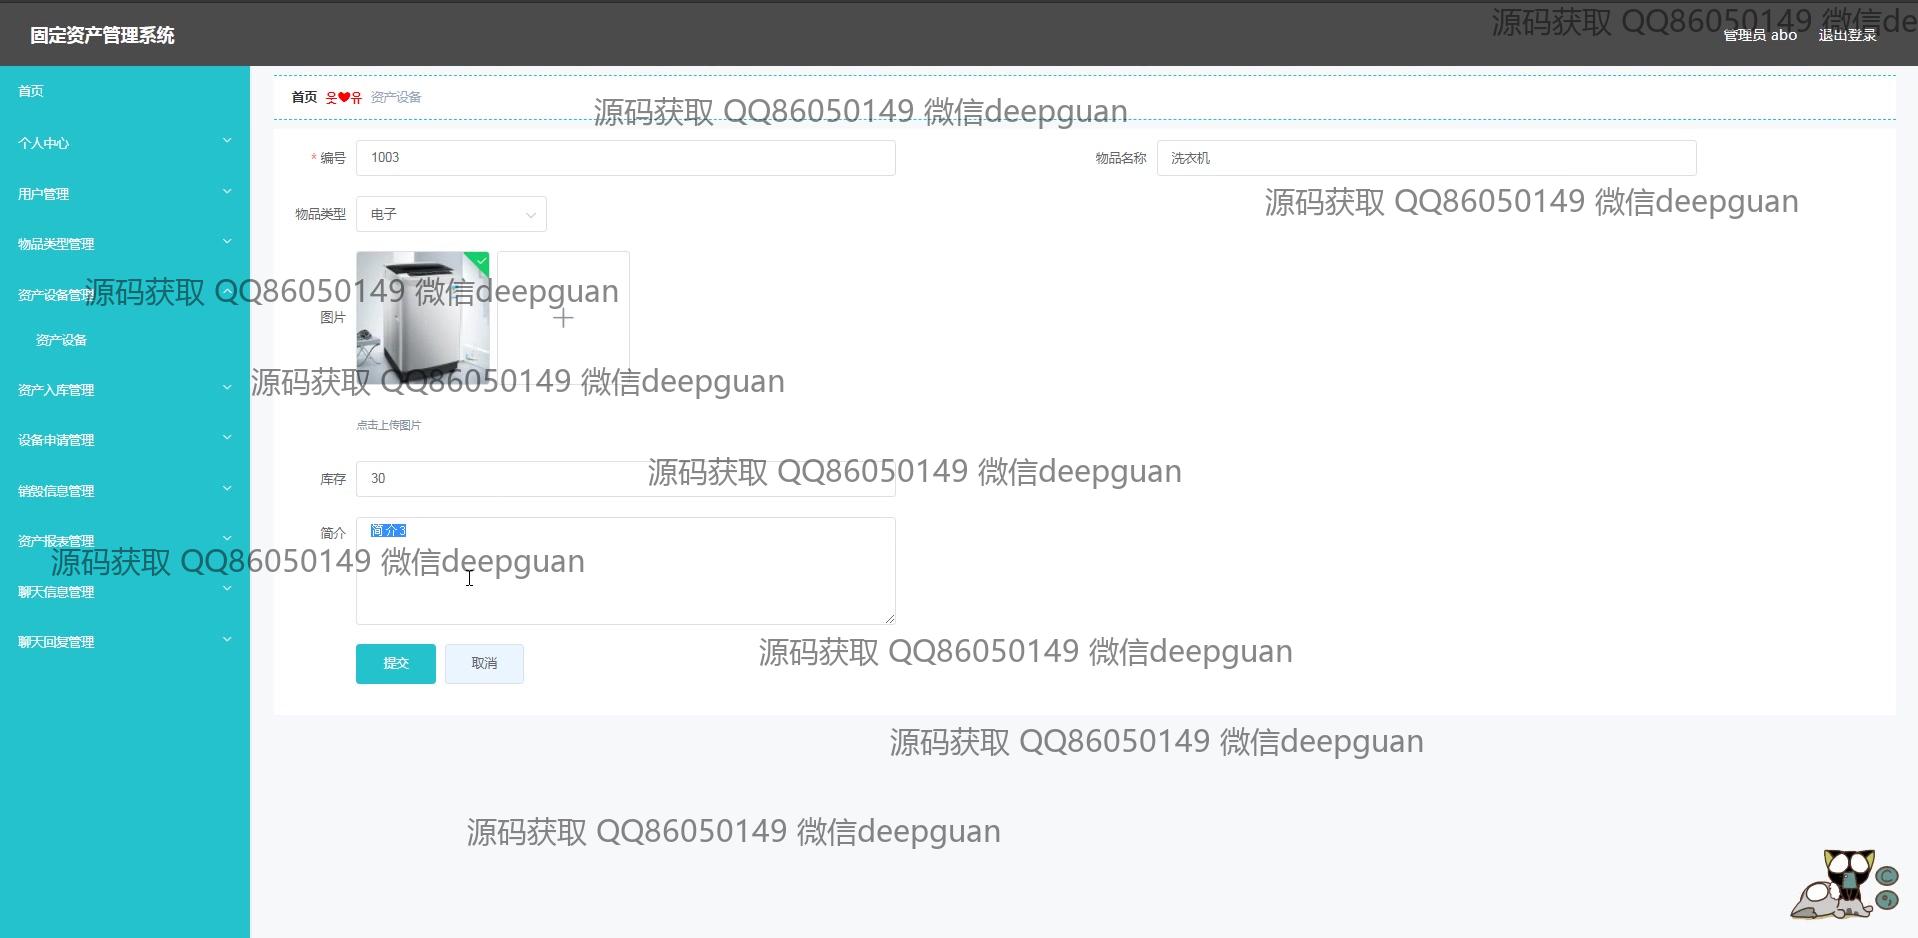 固定资产管理系统
源码获取 QQ86050149 微信de
管理员 abo 退出登录
首页
个人中心
用户管理
物品类型管理
资产设备管理
资产设备
资产入库管理
设备申请管理
销毁信息管理
资产报表管理
聊天信息管理
聊天回复管理
首页 웃❤유 资产设备
源码获取 QQ86050149 微信deepguan
* 编号 1003
物品名称 洗衣机
源码获取 QQ86050149 微信deepguan
物品类型 电子
源码获取 QQ86050149 微信deepguan
图片
源码获取 QQ86050149 微信deepguan
点击上传图片
库存 30
源码获取 QQ86050149 微信deepguan
简介 简介3
源码获取 QQ86050149 微信deepguan
提交 取消
源码获取 QQ86050149 微信deepguan
源码获取 QQ86050149 微信deepguan
源码获取 QQ86050149 微信deepguan